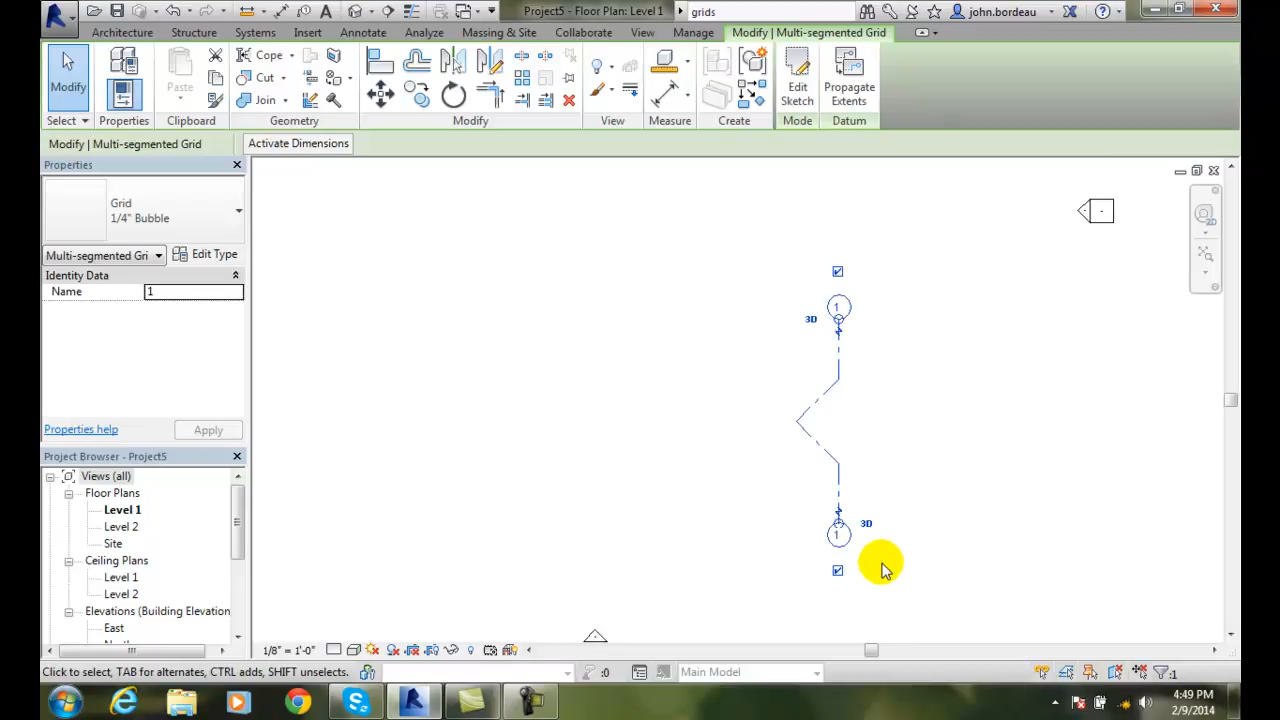 Project5 - Floor Plan: Level 1
grids
john.bordeau
Architecture
Structure
Systems
Insert
Annotate
Analyze
Massing & Site
Collaborate
View
Manage
Modify | Multi-segmented Grid
Modify
Paste
Cope
Cut
Join
Edit
Sketch
Propagate
Extents
Select
Properties
Clipboard
Geometry
Modify
View
Measure
Create
Mode
Datum
Modify | Multi-segmented Grid
Activate Dimensions
Properties
Grid
1/4" Bubble
Multi-segmented Gri
Edit Type
Identity Data
Name
1
Properties help
Apply
Project Browser - Project5
Views (all)
Floor Plans
Level 1
Level 2
Site
Ceiling Plans
Level 1
Level 2
Elevations (Building Elevation
East
1
3D
3D
1
2D
1/8" = 1'-0"
Click to select, TAB for alternates, CTRL adds, SHIFT unselects.
:0
Main Model
:1
4:49 PM
2/9/2014